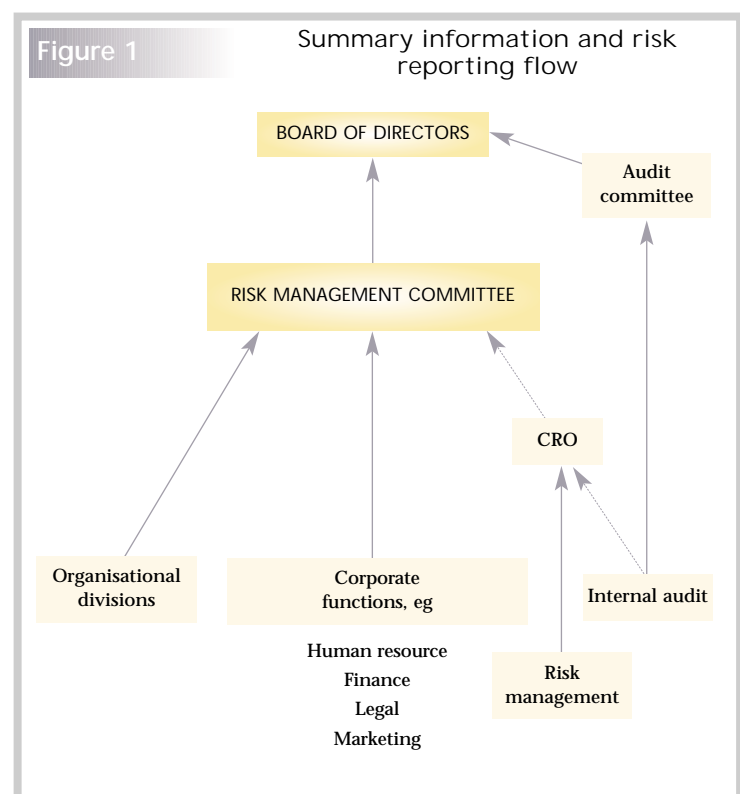 Figure 1
Summary information and risk
reporting flow
BOARD OF DIRECTORS
Audit
committee
RISK MANAGEMENT COMMITTEE
CRO
Organisational
divisions
Corporate
functions, eg
Internal audit
Human resource
Finance
Legal
Marketing
Risk
management